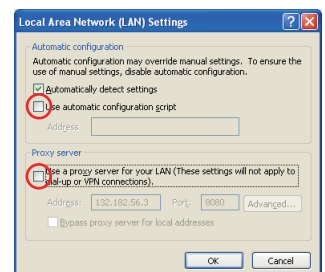 Local Area Network (LAN) Settings
Automatic configuration
Automatic configuration may override manual settings. To ensure the
use of manual settings, disable automatic configuration.
Automatically detect settings
Use automatic configuration script
Address
Proxy server
Use a proxy server for your LAN (These settings will not apply to
dial-up or VPN connections).
Address: 132.182.56.3 Port: 8080 Advanced...
Bypass proxy server for local addresses
OK Cancel